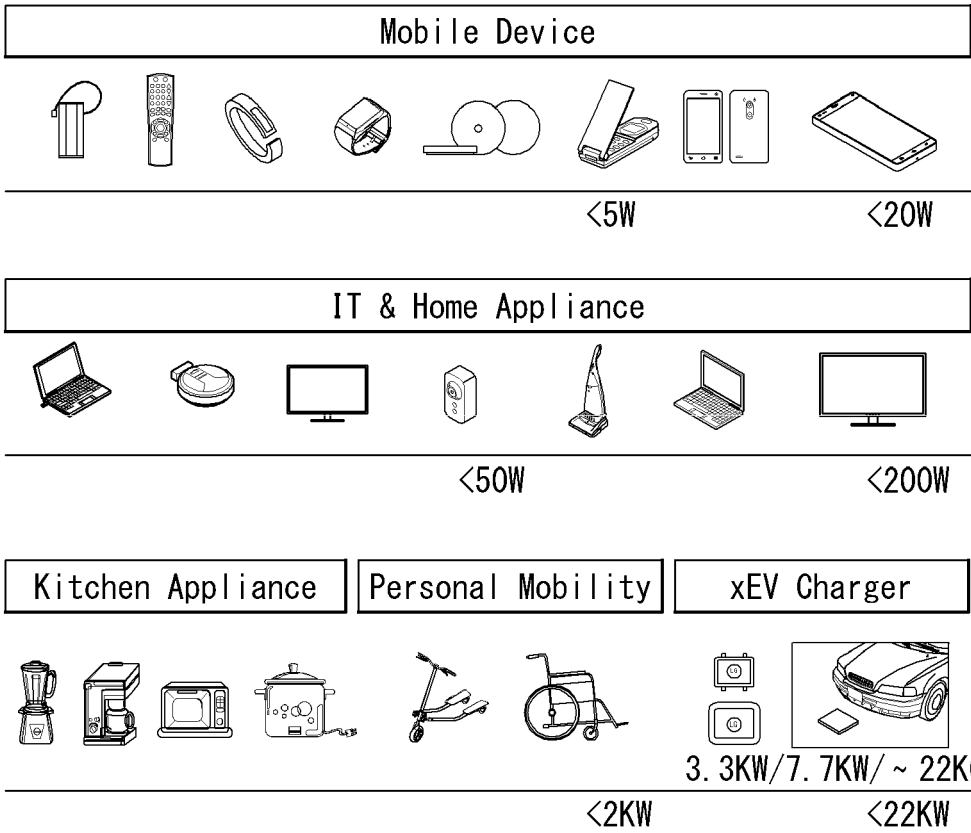 Mobile Device
<5W <20W
IT & Home Appliance
<50W <200W
Kitchen Appliance Personal Mobility xEV Charger
LG
LG
3.3KW/7.7KW/~22K
<2KW <22KW